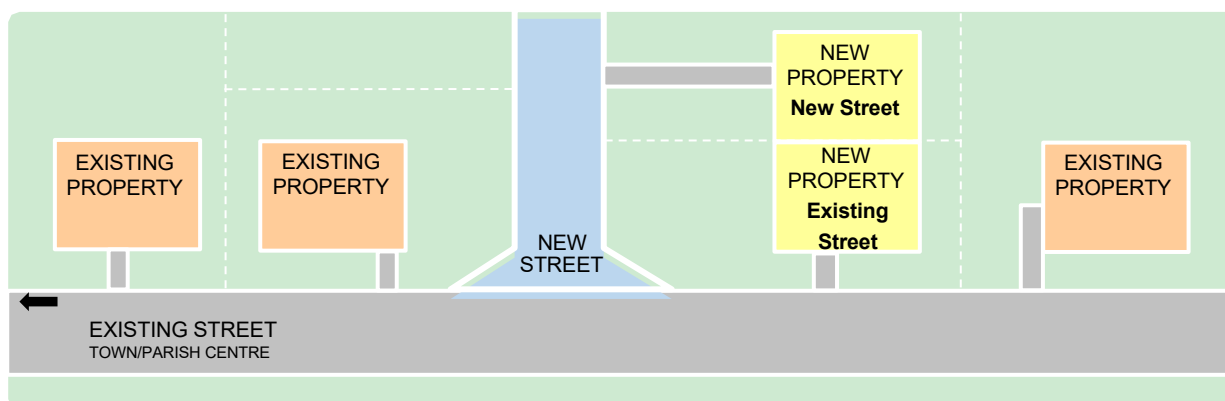 NEW
PROPERTY
New Street
EXISTING
PROPERTY
EXISTING
PROPERTY
NEW
PROPERTY
Existing
Street
EXISTING
PROPERTY
NEW
STREET
EXISTING STREET
TOWN/PARISH CENTRE